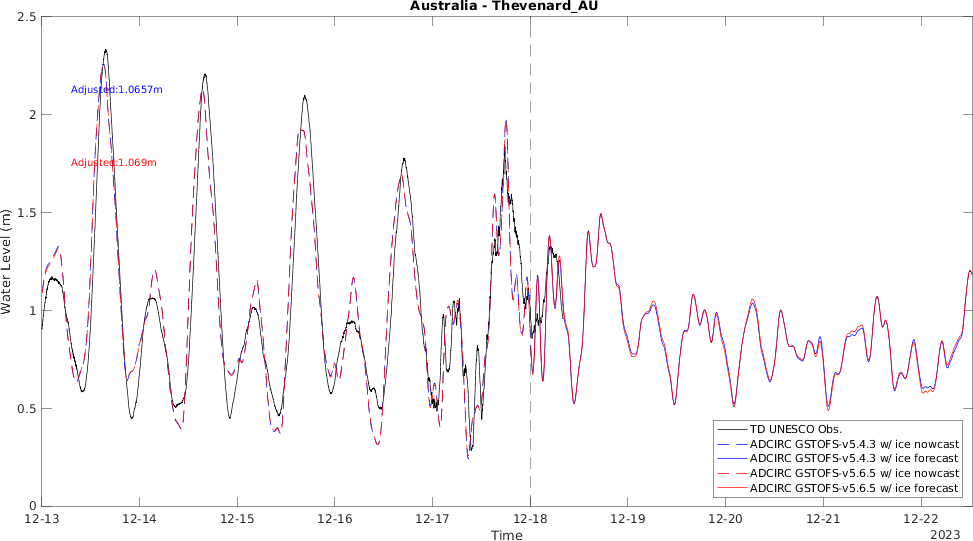 Australia - Thevenard_AU
2.5
Adjusted:1.0657m
2
Adjusted:1.069m
1.5
Water Level (m)
1
0.5
TD UNESCO Obs.
ADCIRC GSTOFS-v5.4.3 w/ ice nowcast
ADCIRC GSTOFS-v5.4.3 w/ ice forecast
ADCIRC GSTOFS-v5.6.5 w/ ice nowcast
ADCIRC GSTOFS-v5.6.5 w/ ice forecast
0
12-13 12-14 12-15 12-16 12-17 12-18 12-19 12-20 12-21 12-22
Time
2023